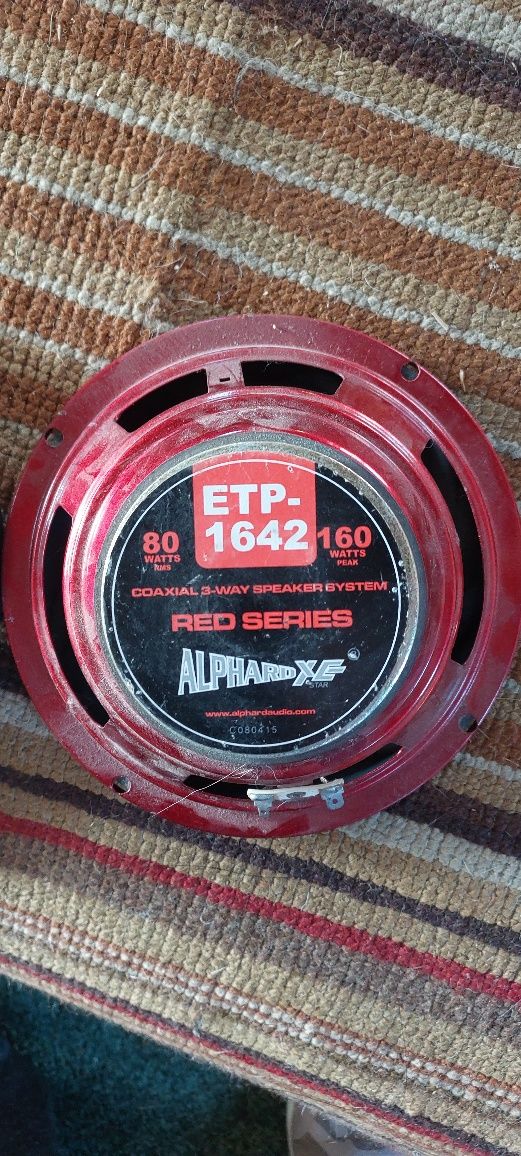 ETP-
1642
80
WATTS
RMS
160
WATTS
PEAK
COAXIAL 3-WAY SPEAKER SYSTEM
RED SERIES
ALPHARD XE
STAR
www.alphardaudio.com
C080415